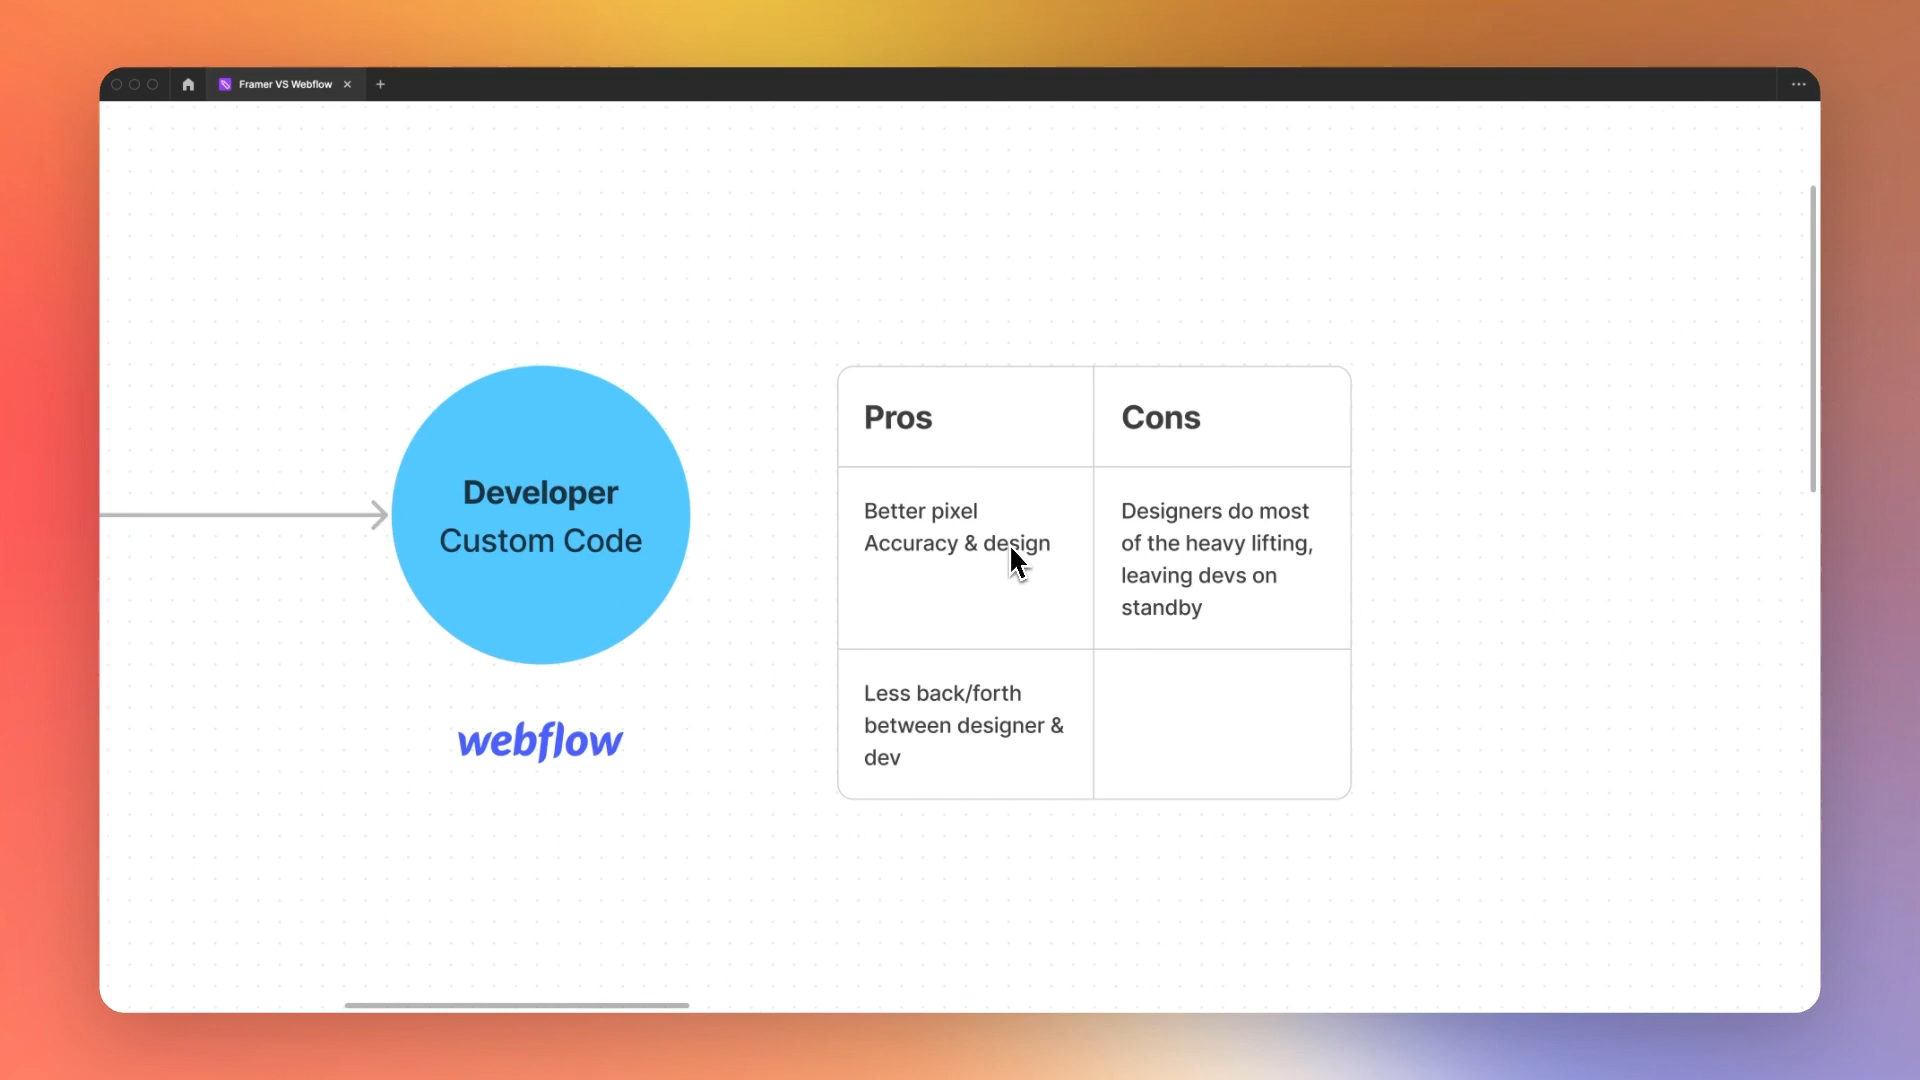 Framer VS Webflow
Developer
Custom Code
webflow
Pros
Cons
Better pixel
Accuracy & design
Designers do most
of the heavy lifting,
leaving devs on
standby
Less back/forth
between designer &
dev